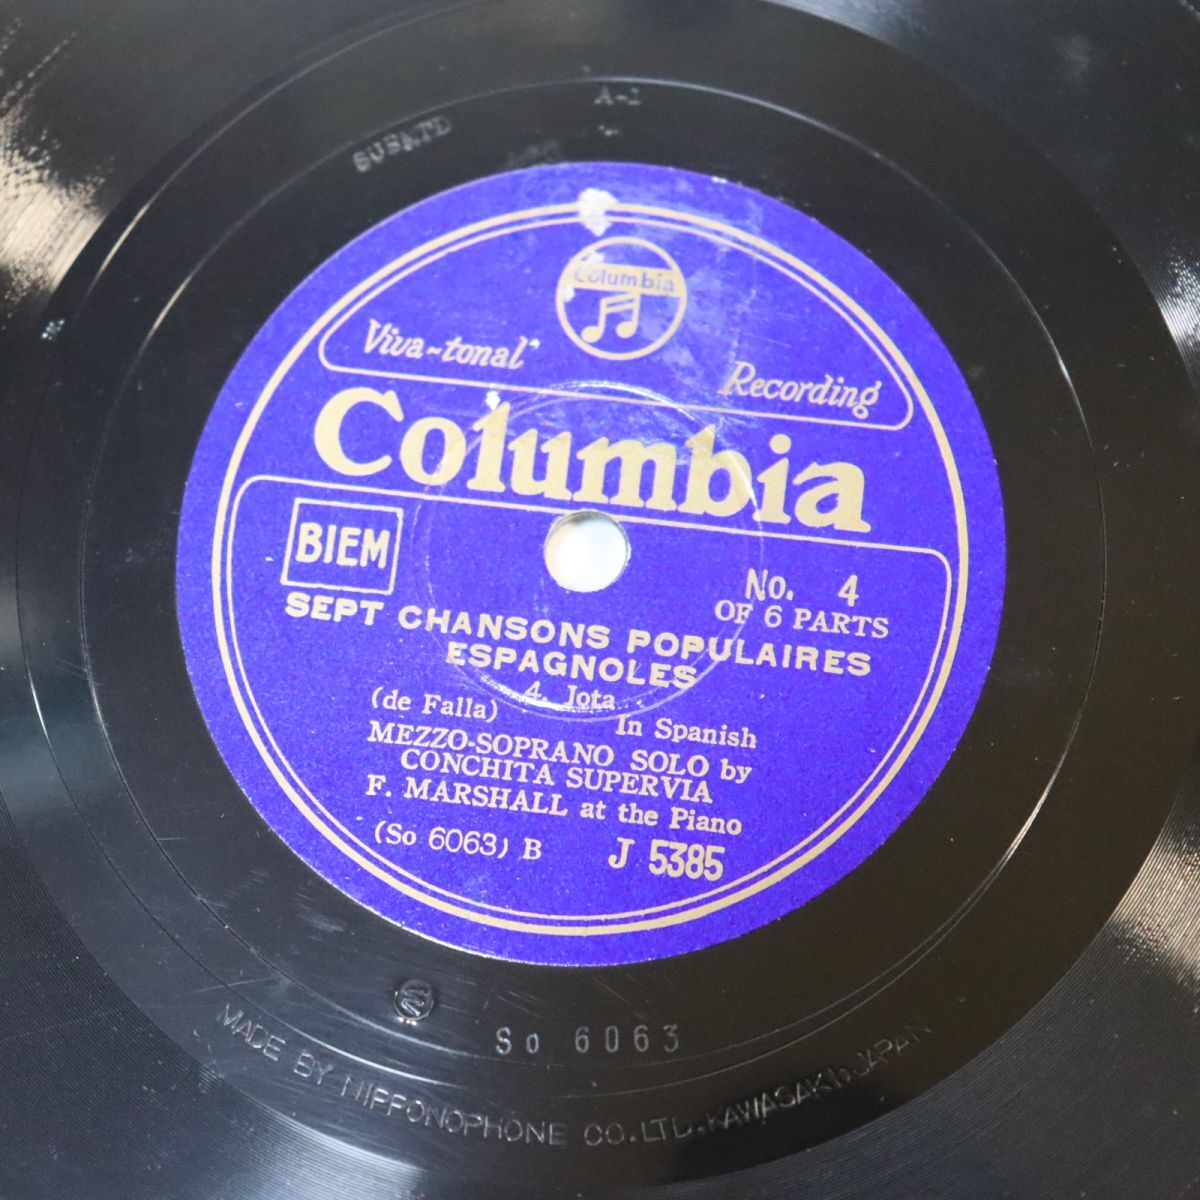 A-1
Columbia
Viva-tonal Recording
Columbia
BIEM
No. 4
OF 6 PARTS
SEPT CHANSONS POPULAIRES
ESPAGNOLES
4. Jota
(de Falla) In Spanish
MEZZO-SOPRANO SOLO by
CONCHITA SUPERVIA
F. MARSHALL at the Piano
(So 6063) B J 5385
W
So 6063
MADE BY NIPPONOPHONE CO.LTD. KAWASAKI, JAPAN